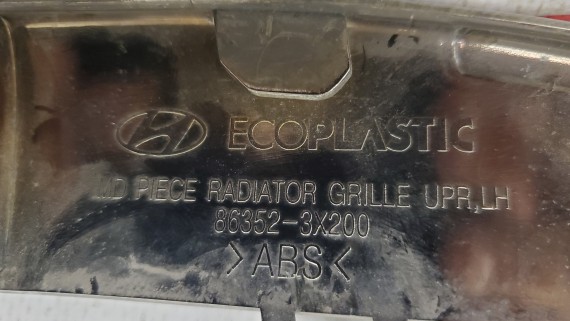 ECOPLASTIC
PIECE RADIATOR GRILLE UPR,LH
86352-3X200
>ABS<